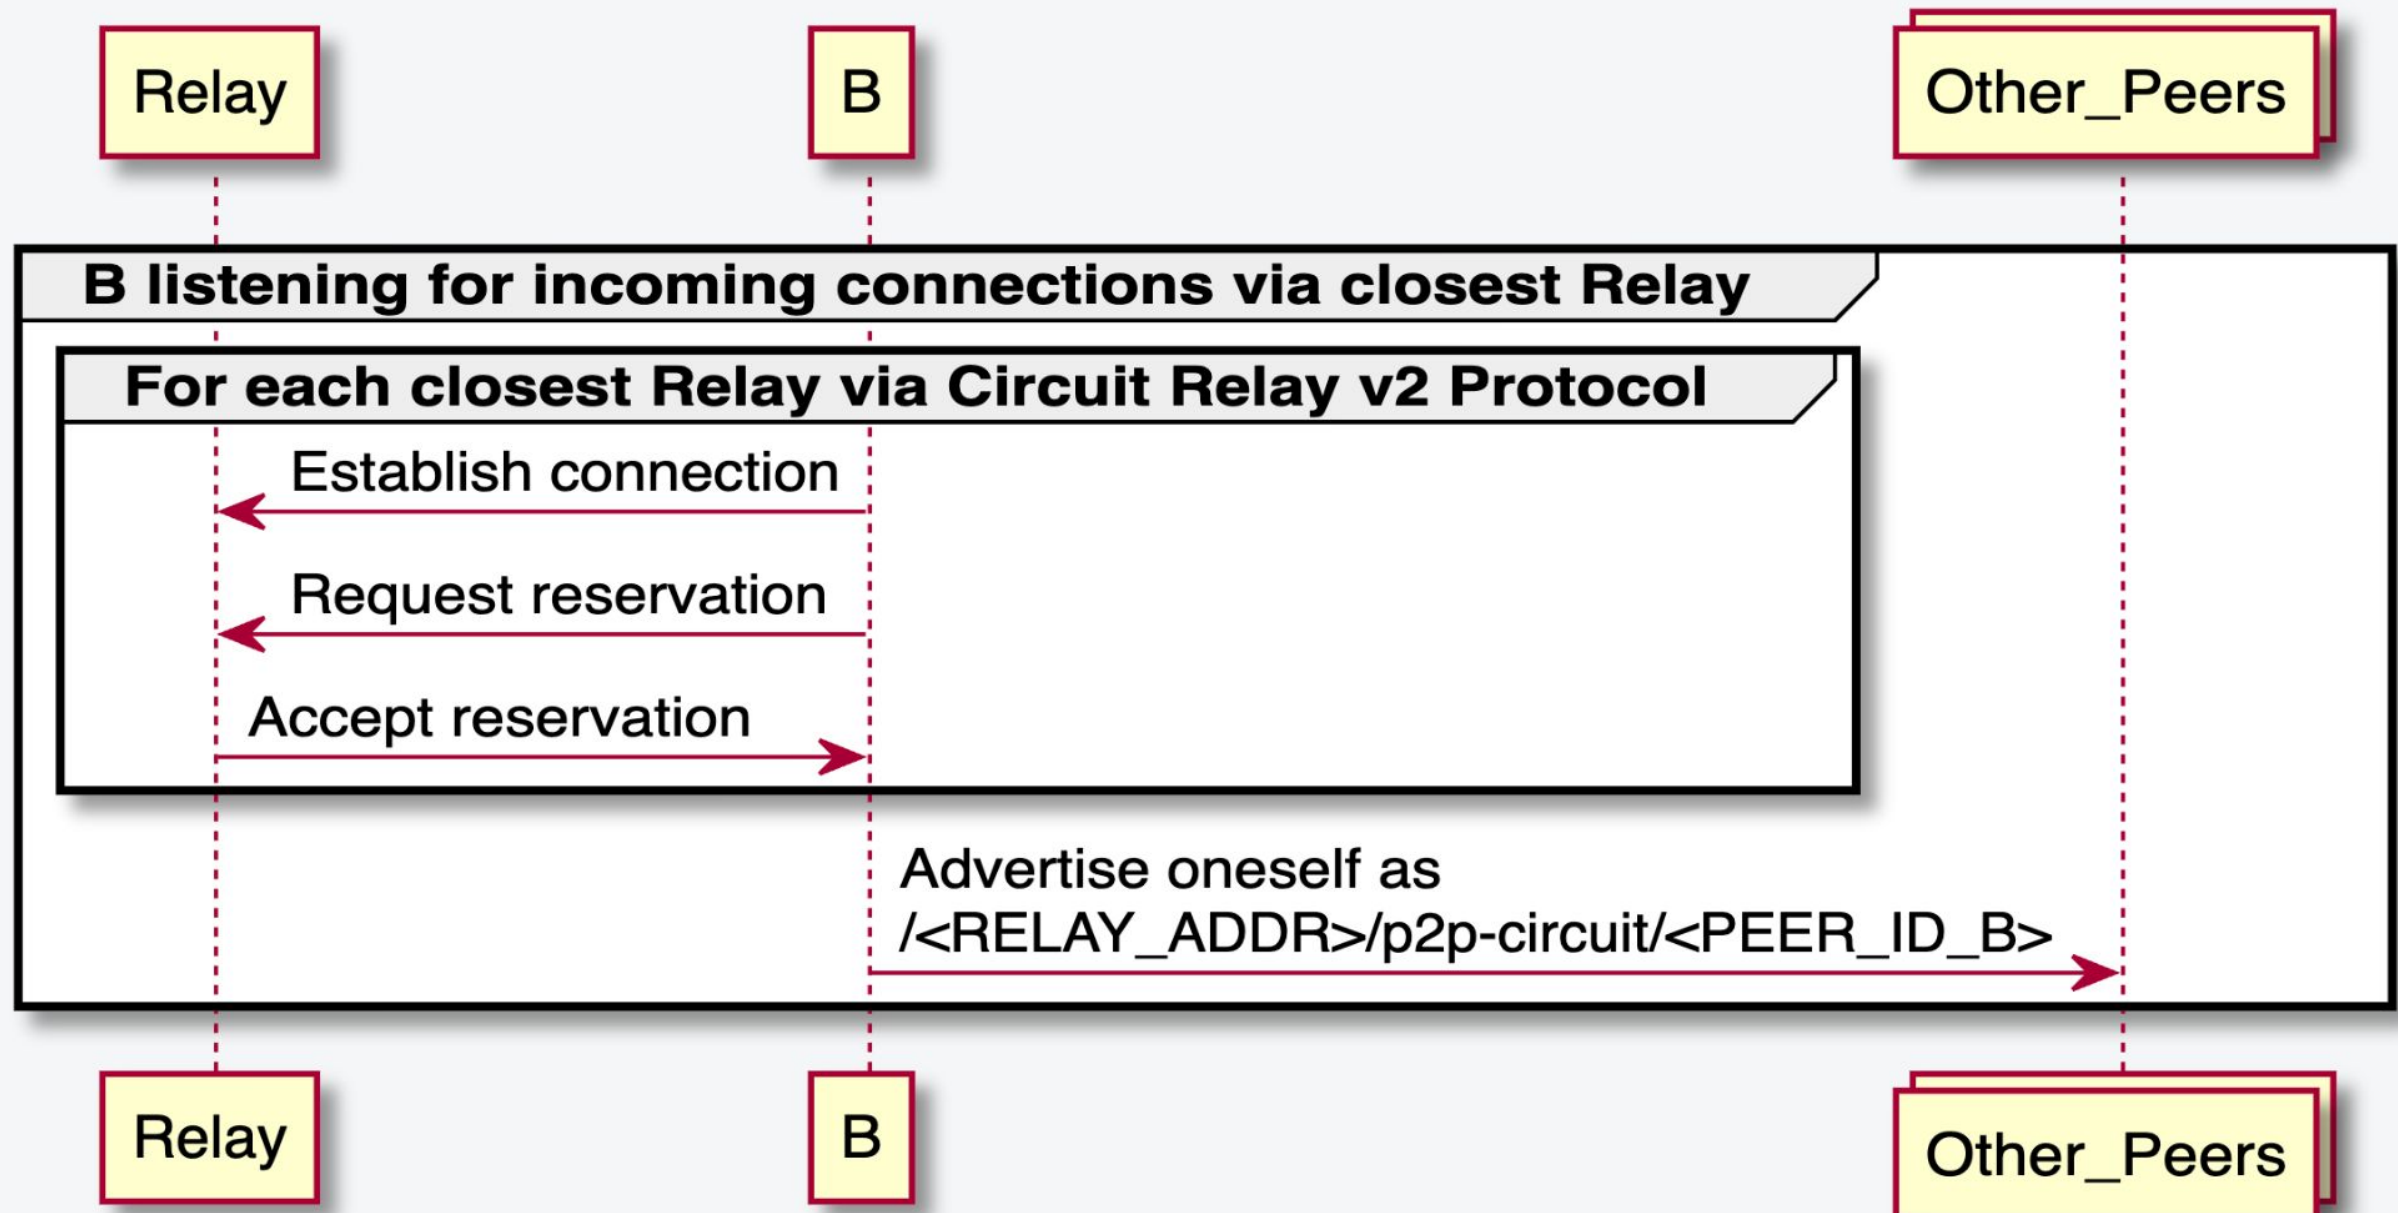 Relay
B
Other_Peers
B listening for incoming connections via closest Relay
For each closest Relay via Circuit Relay v2 Protocol
Establish connection
Request reservation
Accept reservation
Advertise oneself as
/<RELAY_ADDR>/p2p-circuit/<PEER_ID_B>
Relay
B
Other_Peers